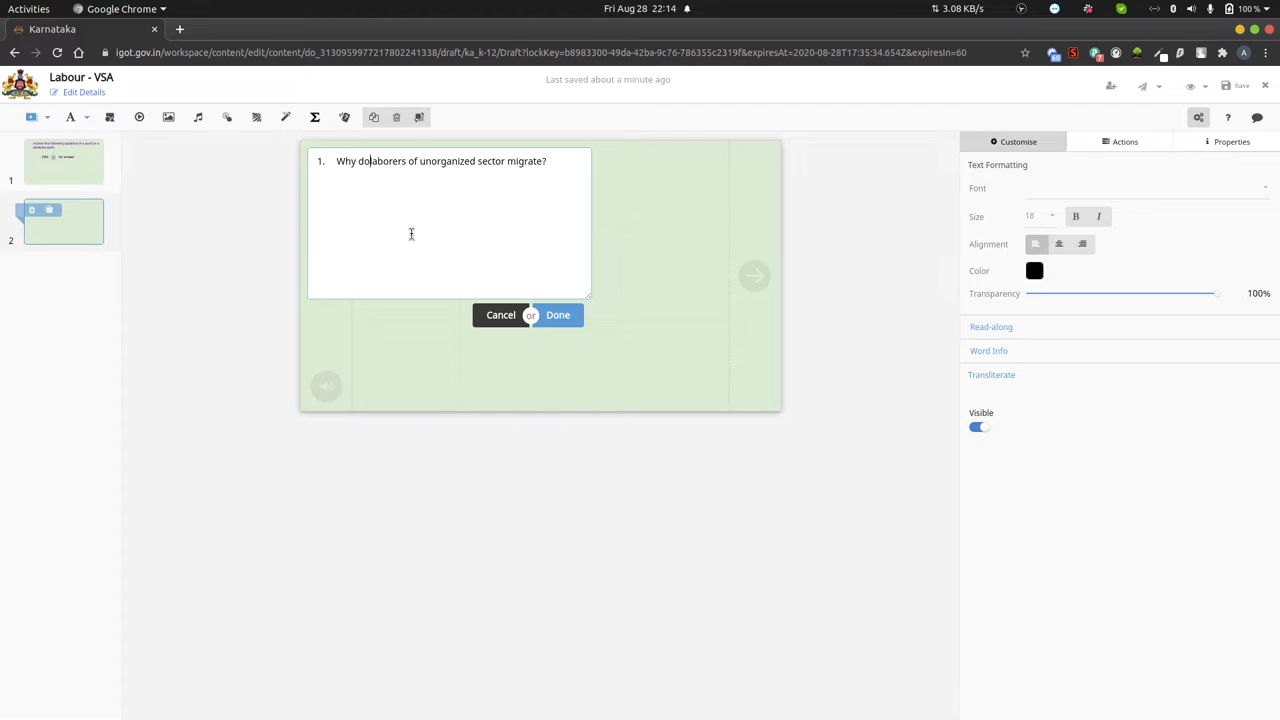 Activities
Google Chrome
Fri Aug 28 22:14
3.08 KB/s
100 %
Karnataka
igot.gov.in/workspace/content/edit/content/do_3130959977217802241338/draft/ka_k-12/Draft?lockKey=b8983300-49da-42ba-9c76-786355c2319f&expiresAt=2020-08-28T17:35:34.654Z&expiresIn=60
60
A
Labour - VSA
Edit Details
Last saved about a minute ago
Save
A
1
2
1. Why dolaborers of unorganized sector migrate?
Cancel or Done
Customise
Actions
Properties
Text Formatting
Font
Size 18 B I
Alignment
Color
Transparency 100%
Read-along
Word Info
Transliterate
Visible